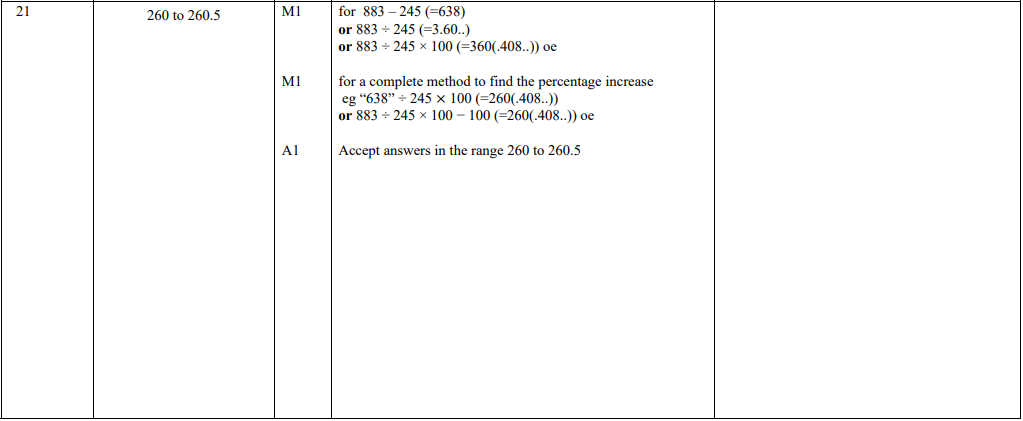 21 260 to 260.5 M1 for 883 – 245 (=638)
or 883 ÷ 245 (=3.60..)
or 883 ÷ 245 × 100 (=360(.408..)) oe
M1 for a complete method to find the percentage increase
eg “638” ÷ 245 × 100 (=260(.408..))
or 883 ÷ 245 × 100 − 100 (=260(.408..)) oe
A1 Accept answers in the range 260 to 260.5